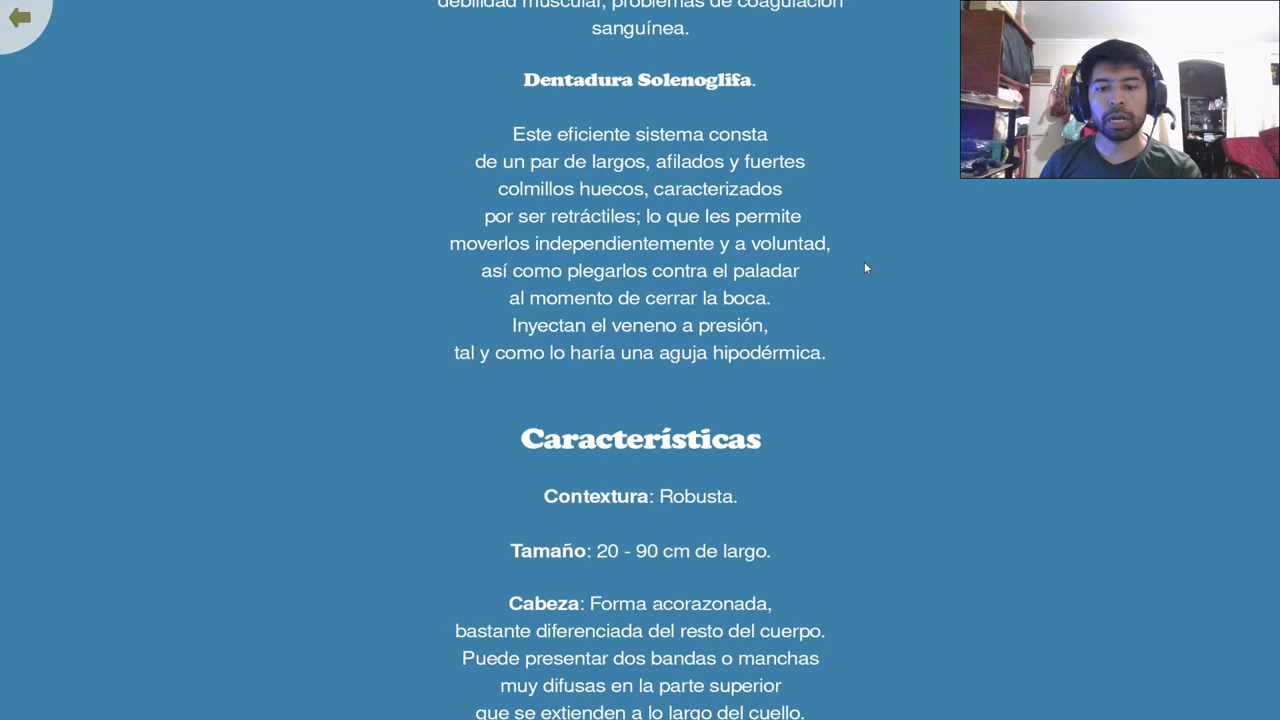 debilidad muscular, problemas de coagulación
sanguínea.
Dentadura Solenoglifa.
Este eficiente sistema consta
de un par de largos, afilados y fuertes
colmillos huecos, caracterizados
por ser retráctiles; lo que les permite
moverlos independientemente y a voluntad,
así como plegarlos contra el paladar
al momento de cerrar la boca.
Inyectan el veneno a presión,
tal y como lo haría una aguja hipodérmica.
Características
Contextura: Robusta.
Tamaño: 20 - 90 cm de largo.
Cabeza: Forma acorazonada,
bastante diferenciada del resto del cuerpo.
Puede presentar dos bandas o manchas
muy difusas en la parte superior
que se extienden a lo largo del cuello.